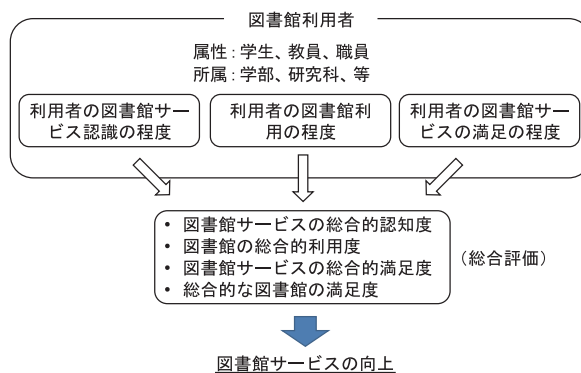 図書館利用者
属性：学生、教員、職員
所属：学部、研究科、等
利用者の図書館サー
ビス認識の程度
利用者の図書館利
用の程度
利用者の図書館サー
ビスの満足の程度
• 図書館サービスの総合的認知度
• 図書館の総合的利用度
• 図書館サービスの総合的満足度
• 総合的な図書館の満足度
（総合評価）
図書館サービスの向上